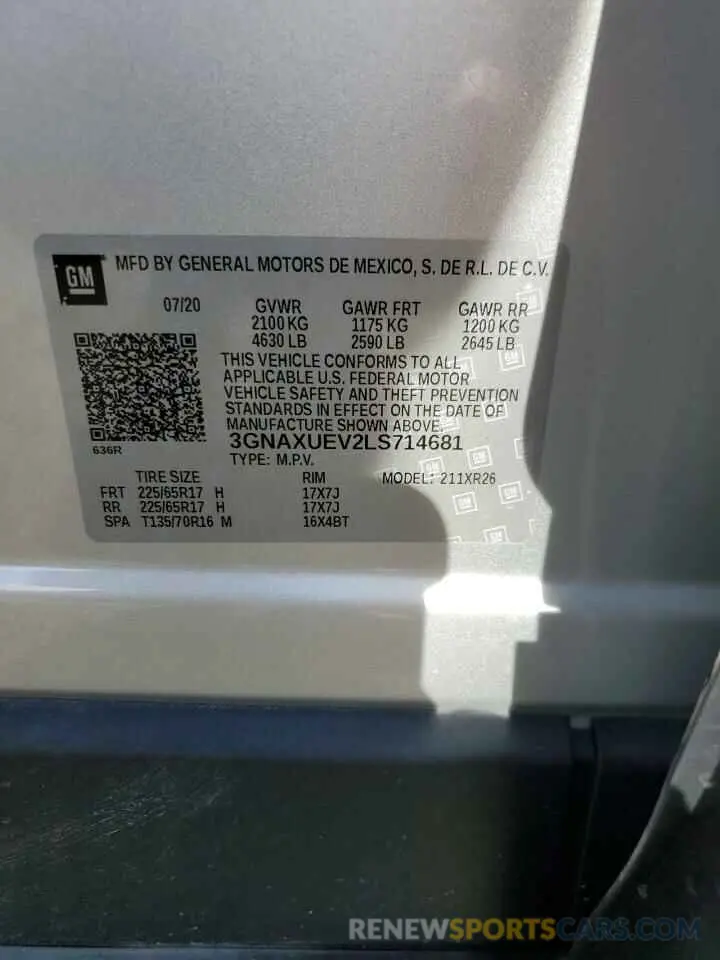 GM MFD BY GENERAL MOTORS DE MEXICO, S. DE R.L. DE C.V.
07/20 GVWR GAWR FRT GAWR RR
2100 KG 1175 KG 1200 KG
4630 LB 2590 LB 2645 LB
THIS VEHICLE CONFORMS TO ALL
APPLICABLE U.S. FEDERAL MOTOR
VEHICLE SAFETY AND THEFT PREVENTION
STANDARDS IN EFFECT ON THE DATE OF
MANUFACTURE SHOWN ABOVE.
3GNAXUEV2LS714681
636R
TYPE: M.P.V.
TIRE SIZE RIM MODEL: 211XR26
FRT 225/65R17 H 17X7J
RR 225/65R17 H 17X7J
SPA T135/70R16 M 16X4BT
RENEWSPORTSCARS.COM